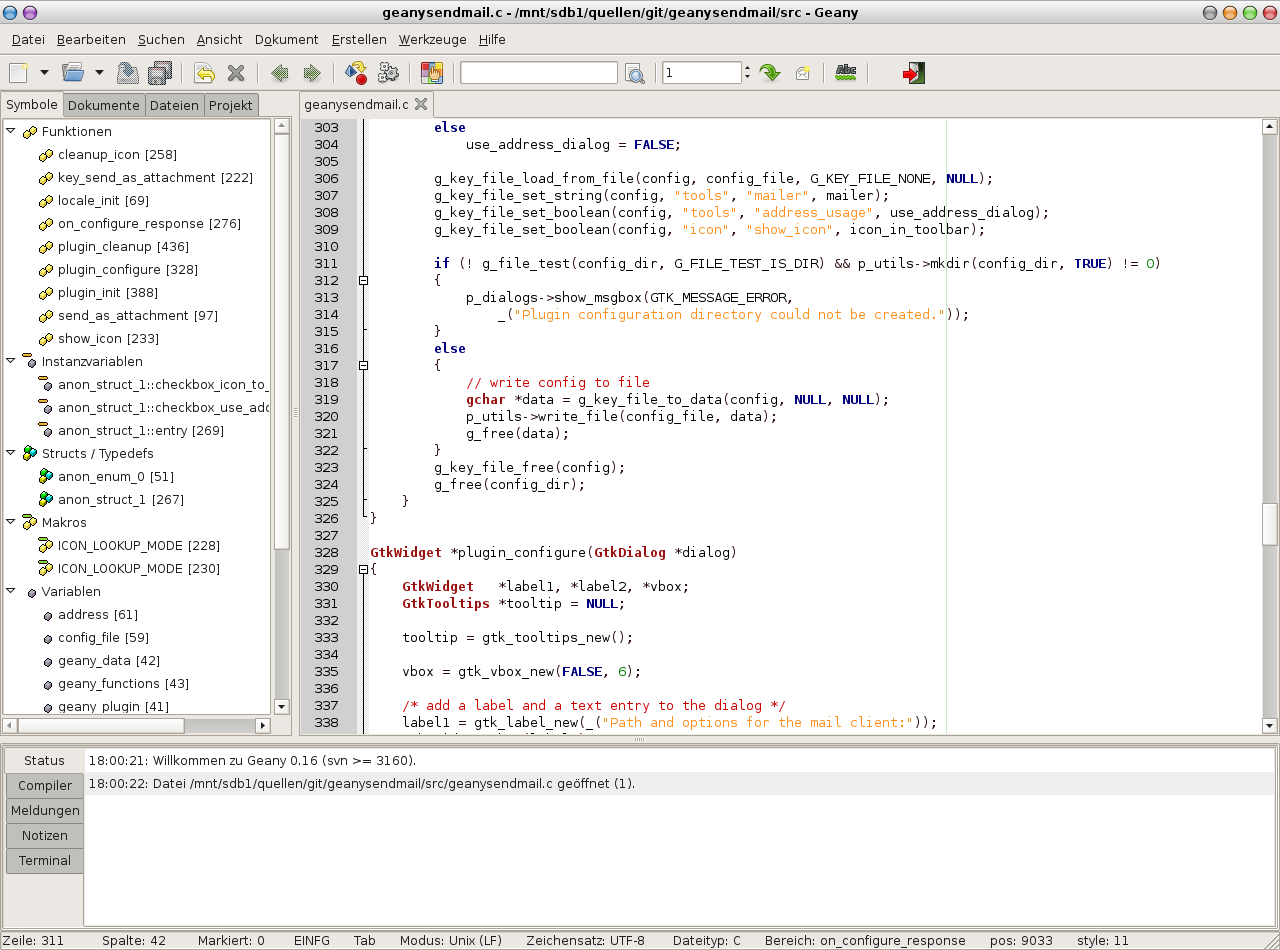 geanysendmail.c - /mnt/sdb1/quellen/git/geanysendmail/src - Geany
Datei Bearbeiten Suchen Ansicht Dokument Erstellen Werkzeuge Hilfe
1 Abc
Symbole Dokumente Dateien Projekt
Funktionen
cleanup_icon [258]
key_send_as_attachment [222]
locale_init [69]
on_configure_response [276]
plugin_cleanup [436]
plugin_configure [328]
plugin_init [388]
send_as_attachment [97]
show_icon [233]
Instanzvariablen
anon_struct_1::checkbox_icon_to_
anon_struct_1::checkbox_use_add
anon_struct_1::entry [269]
Structs / Typedefs
anon_enum_0 [51]
anon_struct_1 [267]
Makros
ICON_LOOKUP_MODE [228]
ICON_LOOKUP_MODE [230]
Variablen
address [61]
config_file [59]
geany_data [42]
geany_functions [43]
geany_plugin [41]
geanysendmail.c
303 else
304 use_address_dialog = FALSE;
305
306 g_key_file_load_from_file(config, config_file, G_KEY_FILE_NONE, NULL);
307 g_key_file_set_string(config, "tools", "mailer", mailer);
308 g_key_file_set_boolean(config, "tools", "address_usage", use_address_dialog);
309 g_key_file_set_boolean(config, "icon", "show_icon", icon_in_toolbar);
310
311 if (! g_file_test(config_dir, G_FILE_TEST_IS_DIR) && p_utils->mkdir(config_dir, TRUE) != 0)
312 {
313 p_dialogs->show_msgbox(GTK_MESSAGE_ERROR,
314 _("Plugin configuration directory could not be created."));
315 }
316 else
317 {
318 // write config to file
319 gchar *data = g_key_file_to_data(config, NULL, NULL);
320 p_utils->write_file(config_file, data);
321 g_free(data);
322 }
323 g_key_file_free(config);
324 g_free(config_dir);
325 }
326 }
327
328 GtkWidget *plugin_configure(GtkDialog *dialog)
329 {
330 GtkWidget *label1, *label2, *vbox;
331 GtkTooltips *tooltip = NULL;
332
333 tooltip = gtk_tooltips_new();
334
335 vbox = gtk_vbox_new(FALSE, 6);
336
337 /* add a label and a text entry to the dialog */
338 label1 = gtk_label_new(_("Path and options for the mail client:"));
Status
Compiler
Meldungen
Notizen
Terminal
18:00:21: Willkommen zu Geany 0.16 (svn >= 3160).
18:00:22: Datei /mnt/sdb1/quellen/git/geanysendmail/src/geanysendmail.c geöffnet (1).
Zeile: 311 Spalte: 42 Markiert: 0 EINFG Tab Modus: Unix (LF) Zeichensatz: UTF-8 Dateityp: C Bereich: on_configure_response pos: 9033 style: 11